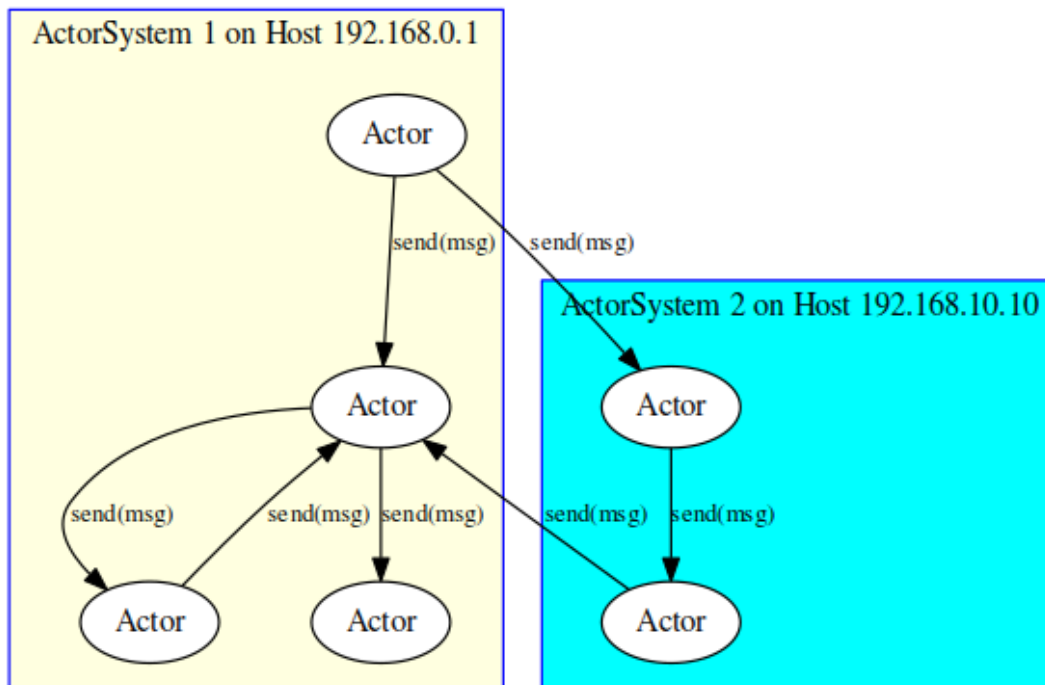 ActorSystem 1 on Host 192.168.0.1
Actor
send(msg)
send(msg)
ActorSystem 2 on Host 192.168.10.10
Actor
Actor
send(msg)
send(msg)
send(msg)
send(msg)
send(msg)
Actor
Actor
Actor